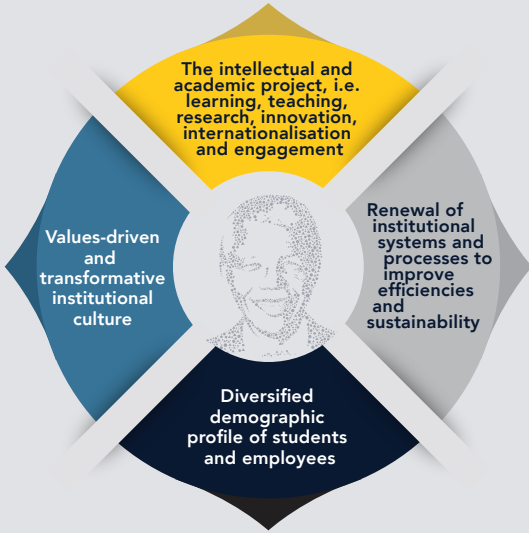 The intellectual and
academic project, i.e.
learning, teaching,
research, innovation,
internationalisation
and engagement
Values-driven
and
transformative
institutional
culture
Renewal of
institutional
systems and
processes to
improve
efficiencies
and
sustainability
Diversified
demographic
profile of students
and employees